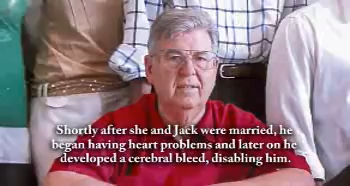 Shortly after she and Jack were married, he
began having heart problems and later on he
developed a cerebral bleed, disabling him.